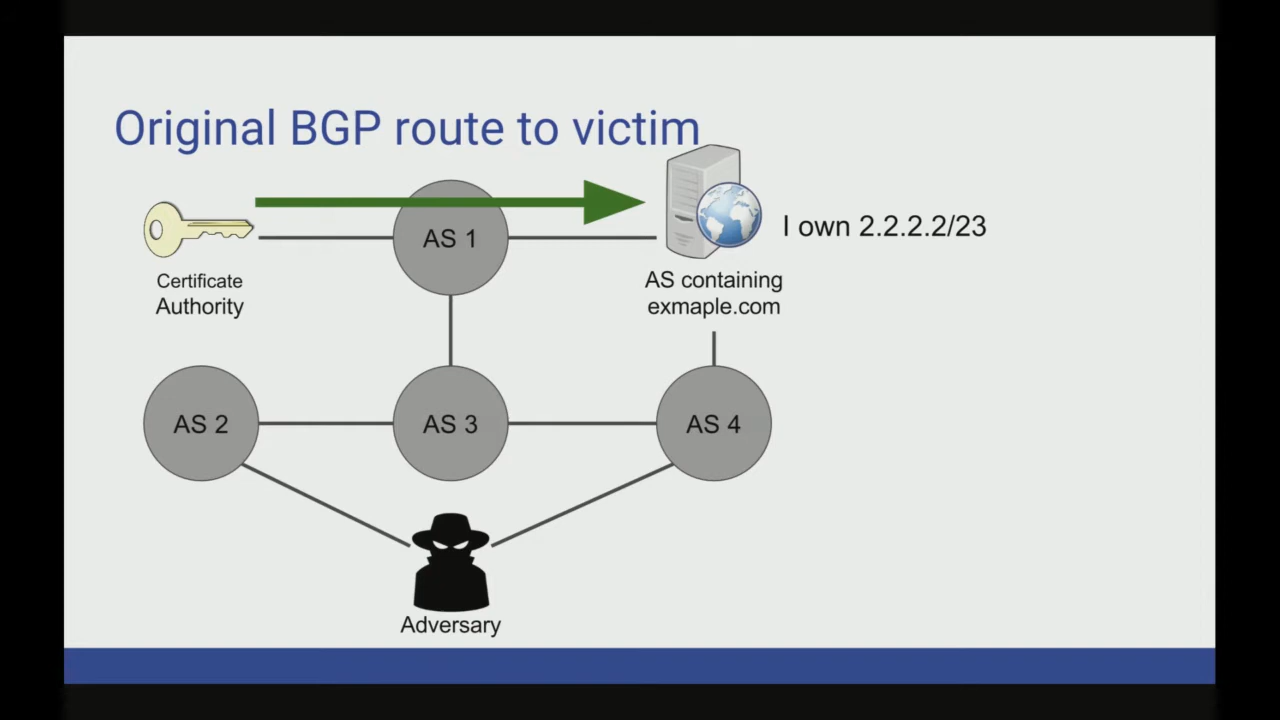 Original BGP route to victim
AS 1
I own 2.2.2.2/23
Certificate
Authority
AS containing
exmaple.com
AS 2
AS 3
AS 4
Adversary